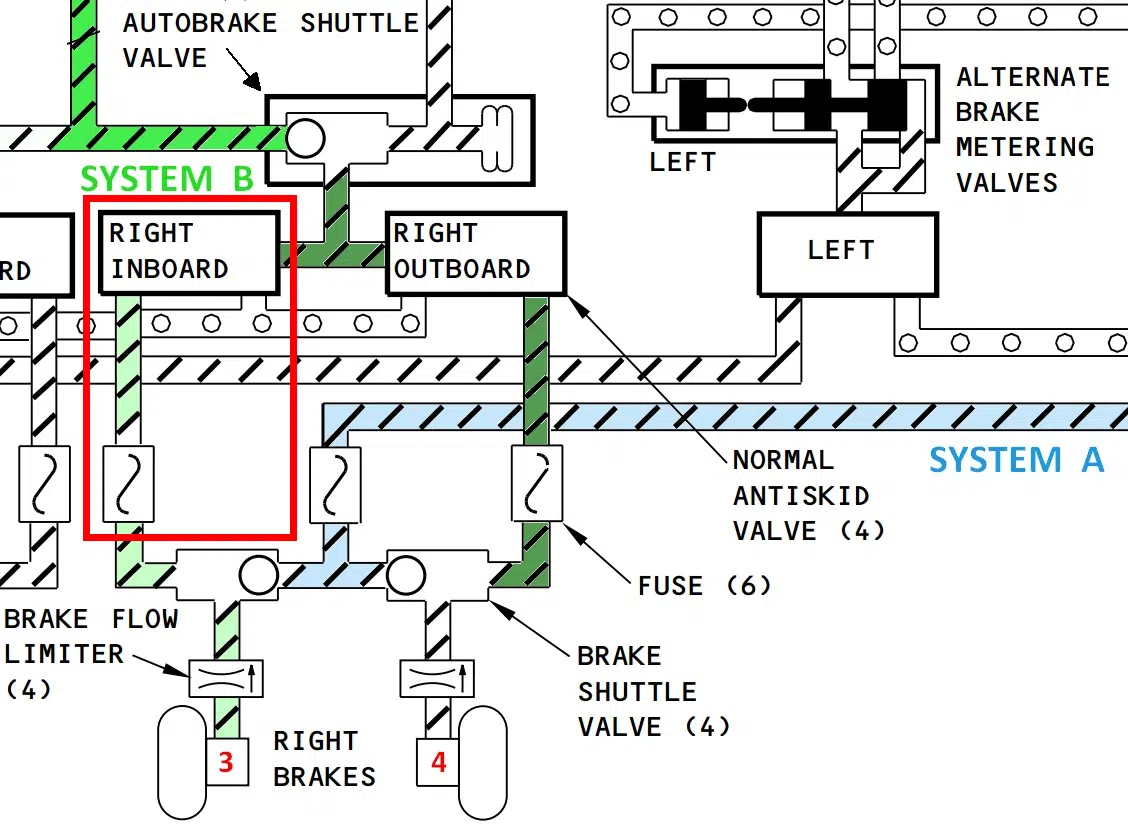 AUTOBRAKE SHUTTLE
VALVE
SYSTEM B
RIGHT
INBOARD
RIGHT
OUTBOARD
RD
LEFT
ALTERNATE
BRAKE
METERING
VALVES
LEFT
SYSTEM A
NORMAL
ANTISKID
VALVE (4)
FUSE (6)
BRAKE FLOW
LIMITER
(4)
BRAKE
SHUTTLE
VALVE (4)
3
RIGHT
BRAKES
4